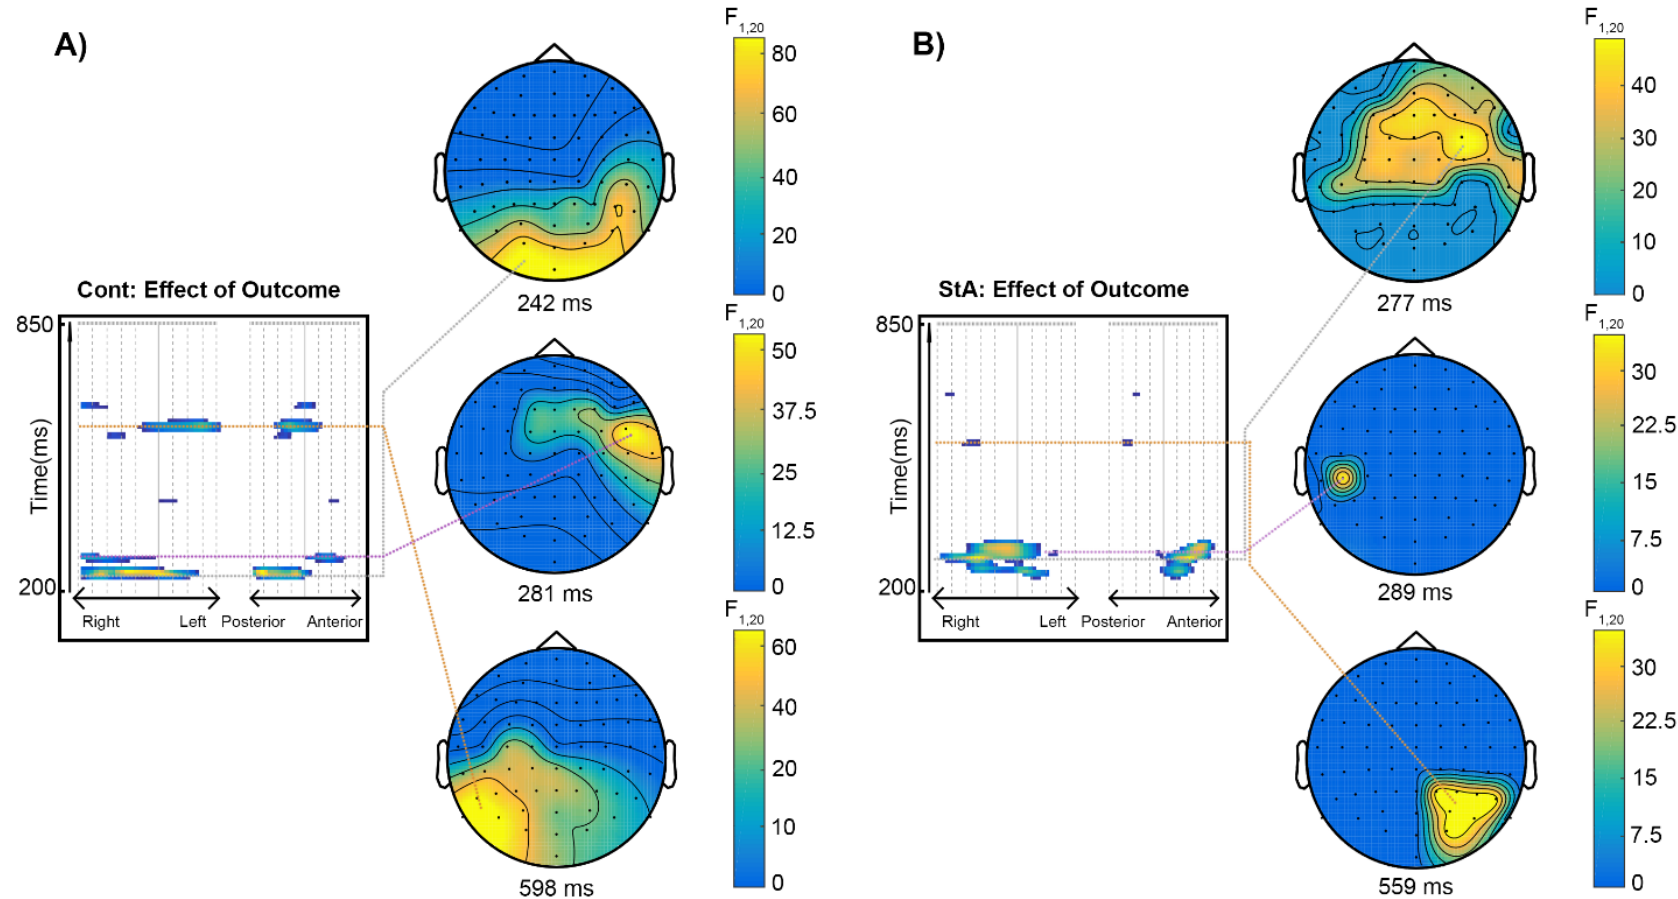 A)
F1,20
80
60
40
20
0
242 ms
Cont: Effect of Outcome
850
Time(ms)
200
Right
Left
Posterior
Anterior
F1,20
50
37.5
25
12.5
0
281 ms
F1,20
60
40
20
10
0
598 ms
B)
F1,20
40
30
20
10
0
277 ms
StA: Effect of Outcome
850
Time(ms)
200
Right
Left
Posterior
Anterior
F1,20
30
22.5
15
7.5
0
289 ms
F1,20
30
22.5
15
7.5
0
559 ms